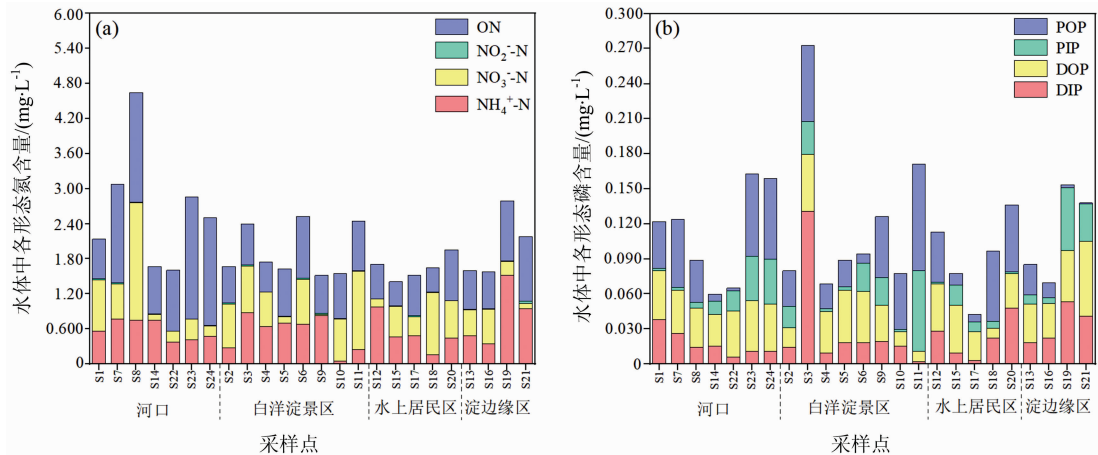 (a)
ON
NO₂⁻-N
NO₃⁻-N
NH₄⁺-N
水体中各形态氮含量/(mg·L⁻¹)
6.00
5.40
4.80
4.20
3.60
3.00
2.40
1.80
1.20
0.600
0
S1 S7 S8 S14 S22 S23 S24 S2 S3 S4 S5 S6 S9 S10 S11 S12 S15 S17 S18 S20 S13 S16 S19 S21
河口 白洋淀景区 水上居民区 淀边缘区
采样点
(b)
POP
PIP
DOP
DIP
水体中各形态磷含量/(mg·L⁻¹)
0.300
0.270
0.240
0.210
0.180
0.150
0.120
0.090
0.060
0.030
0
S1 S7 S8 S14 S22 S23 S24 S2 S3 S4 S5 S6 S9 S10 S11 S12 S15 S17 S18 S20 S13 S16 S19 S21
河口 白洋淀景区 水上居民区 淀边缘区
采样点